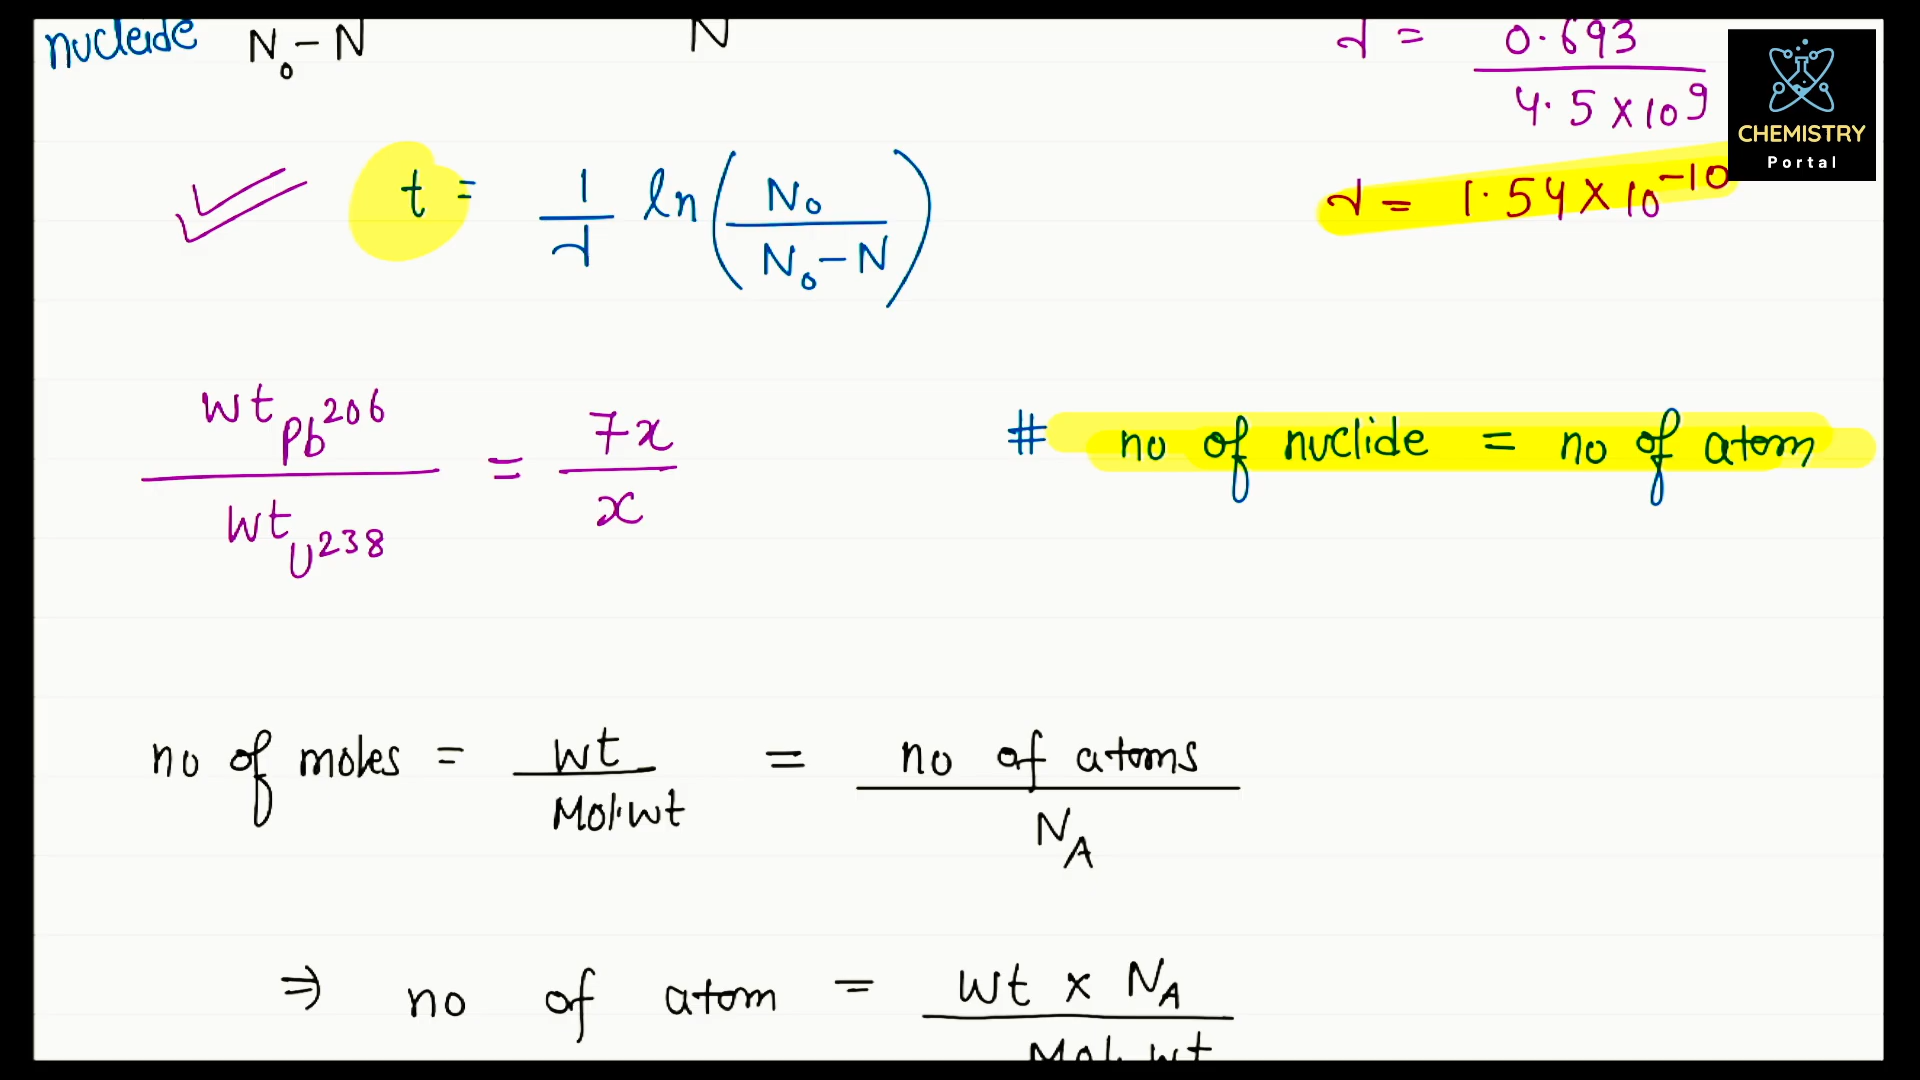 nucleide N₀ - N N
λ = 0.693 / 4.5 × 10⁹
CHEMISTRY
Portal
t = 1/λ ln(N₀ / N₀ - N)
λ = 1.54 × 10⁻¹⁰
wt Pb²⁰⁶ / wt U²³⁸ = 7x / x
# no of nuclide = no of atom
no of moles = wt / Mol.wt = no of atoms / N_A
⇒ no of atom = wt × N_A / Mol. wt